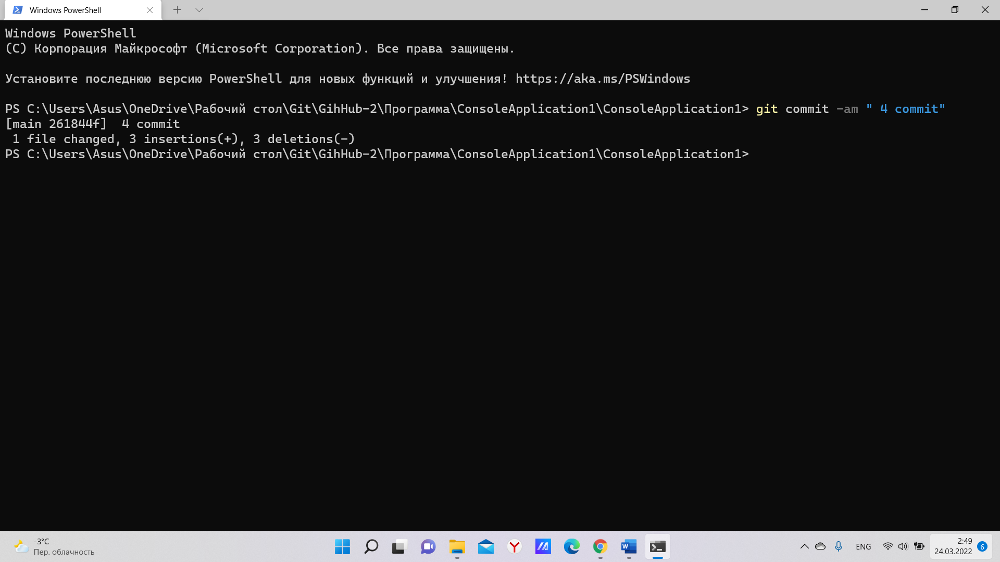 Windows PowerShell
Windows PowerShell
(C) Корпорация Майкрософт (Microsoft Corporation). Все права защищены.
Установите последнюю версию PowerShell для новых функций и улучшения! https://aka.ms/PSWindows
PS C:\Users\Asus\OneDrive\Рабочий стол\Git\GihHub-2\Программа\ConsoleApplication1\ConsoleApplication1> git commit -am " 4 commit"
[main 261844f]  4 commit
 1 file changed, 3 insertions(+), 3 deletions(-)
PS C:\Users\Asus\OneDrive\Рабочий стол\Git\GihHub-2\Программа\ConsoleApplication1\ConsoleApplication1>
-3°C
Пер. облачность
ENG
2:49
24.03.2022
6